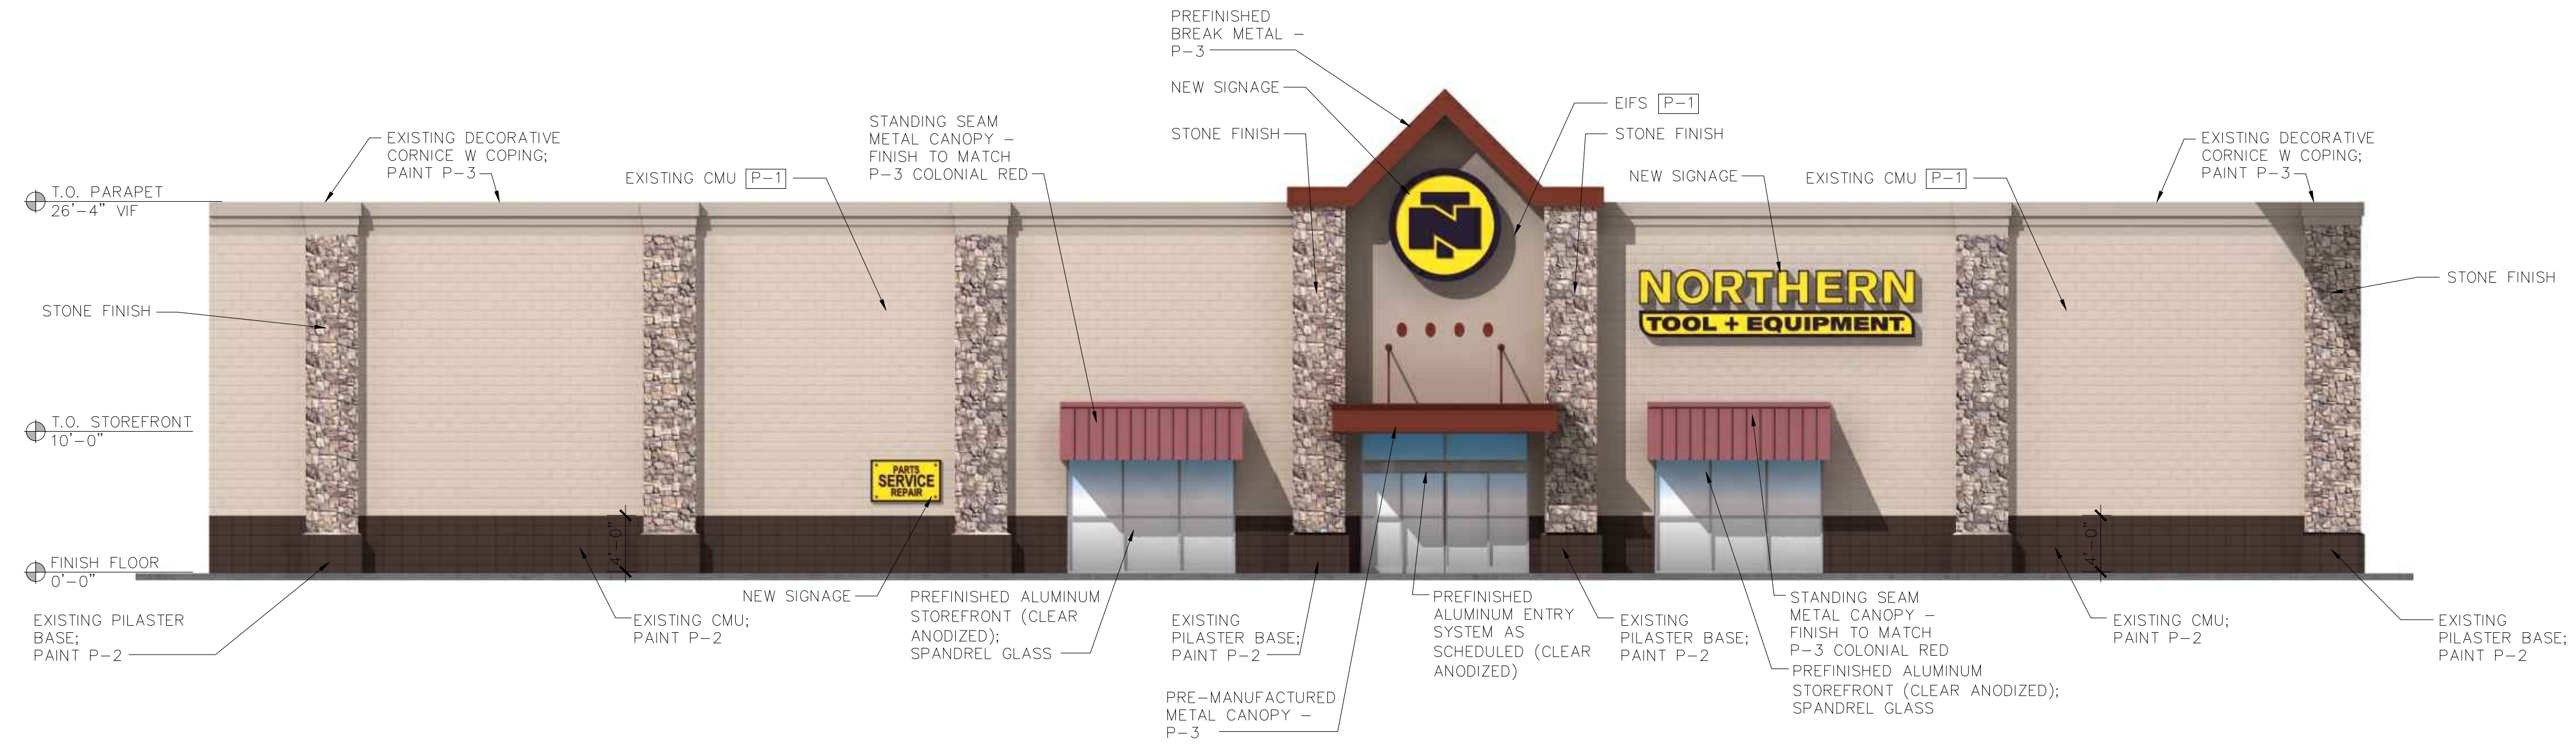 PREFINISHED
BREAK METAL –
P–3
NEW SIGNAGE
STONE FINISH
EIFS P–1
STONE FINISH
NEW SIGNAGE
EXISTING CMU P–1
EXISTING DECORATIVE
CORNICE W COPING;
PAINT P–3
STANDING SEAM
METAL CANOPY –
FINISH TO MATCH
P–3 COLONIAL RED
EXISTING CMU P–1
EXISTING DECORATIVE
CORNICE W COPING;
PAINT P–3
T.O. PARAPET
26'–4" VIF
STONE FINISH
STONE FINISH
N
NORTHERN
TOOL + EQUIPMENT.
T.O. STOREFRONT
10'–0"
PARTS
SERVICE
REPAIR
4'–0"
4'–0"
FINISH FLOOR
0'–0"
EXISTING PILASTER
BASE;
PAINT P–2
EXISTING CMU;
PAINT P–2
NEW SIGNAGE
PREFINISHED ALUMINUM
STOREFRONT (CLEAR
ANODIZED);
SPANDREL GLASS
EXISTING
PILASTER BASE;
PAINT P–2
PRE–MANUFACTURED
METAL CANOPY –
P–3
PREFINISHED
ALUMINUM ENTRY
SYSTEM AS
SCHEDULED (CLEAR
ANODIZED)
EXISTING
PILASTER BASE;
PAINT P–2
STANDING SEAM
METAL CANOPY –
FINISH TO MATCH
P–3 COLONIAL RED
PREFINISHED ALUMINUM
STOREFRONT (CLEAR ANODIZED);
SPANDREL GLASS
EXISTING CMU;
PAINT P–2
EXISTING
PILASTER BASE;
PAINT P–2